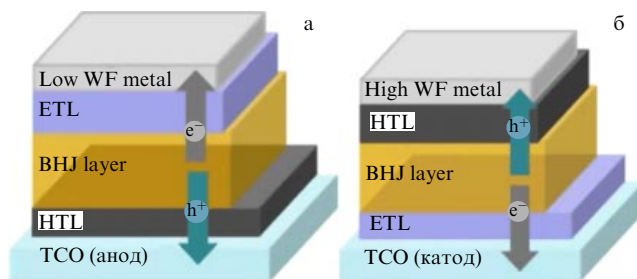 а
Low WF metal
ETL
e⁻
BHJ layer
h⁺
HTL
TCO (анод)
б
High WF metal
HTL
h⁺
BHJ layer
e⁻
ETL
TCO (катод)